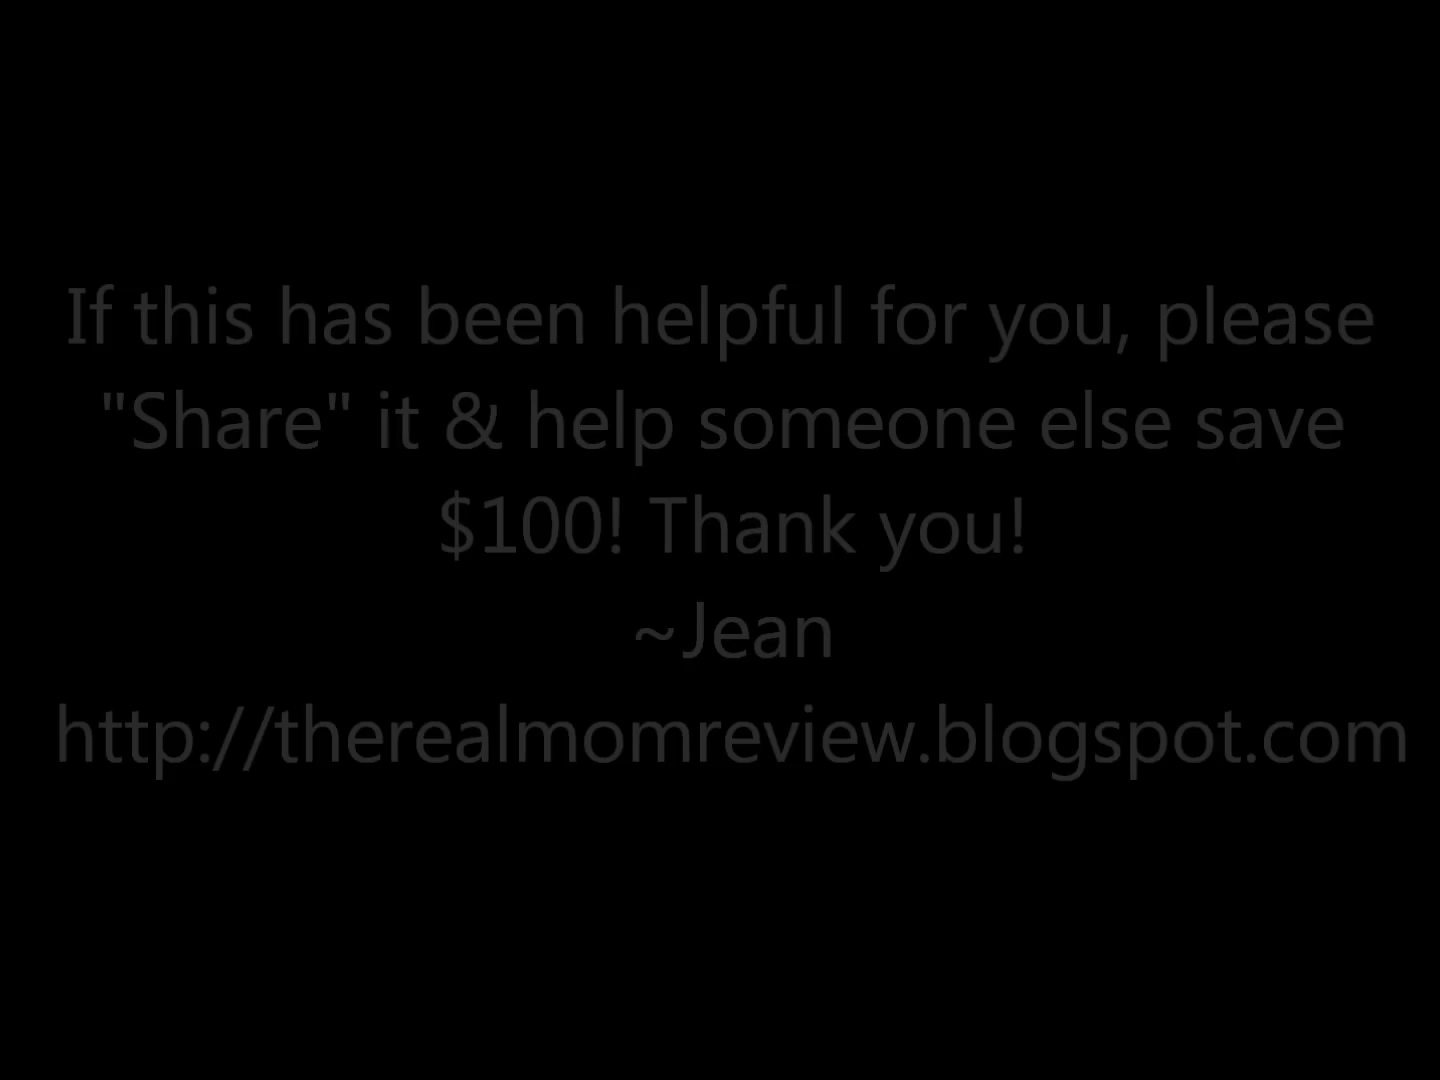 If this has been helpful for you, please
"Share" it & help someone else save
$100! Thank you!
~Jean
http://therealmomreview.blogspot.com